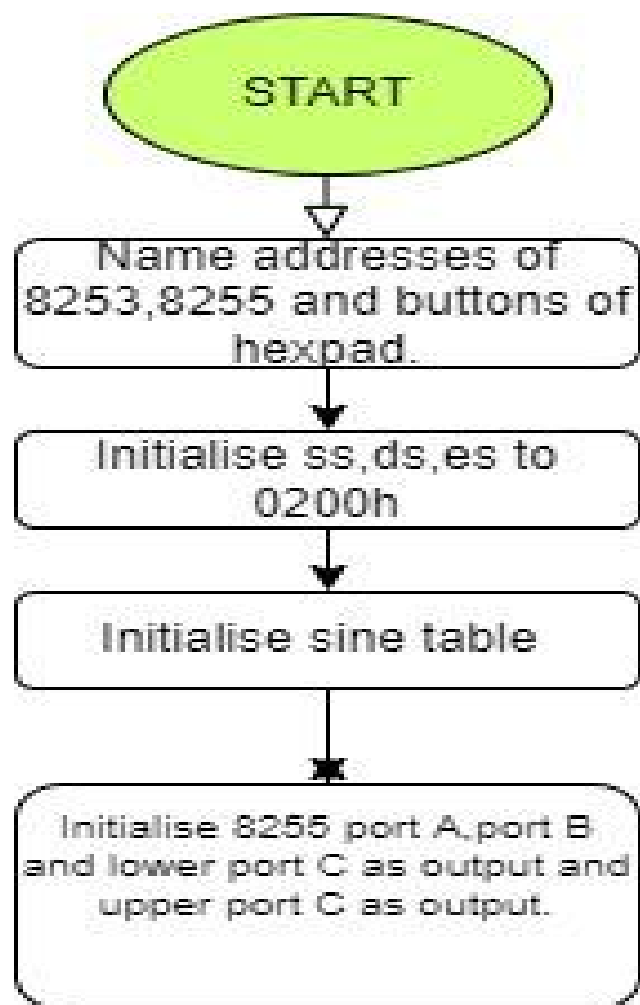 START
Name addresses of
8253,8255 and buttons of
hexpad.
Initialise ss,ds,es to
0200h
Initialise sine table
Initialise 8255 port A,port B
and lower port C as output and
upper port C as output.